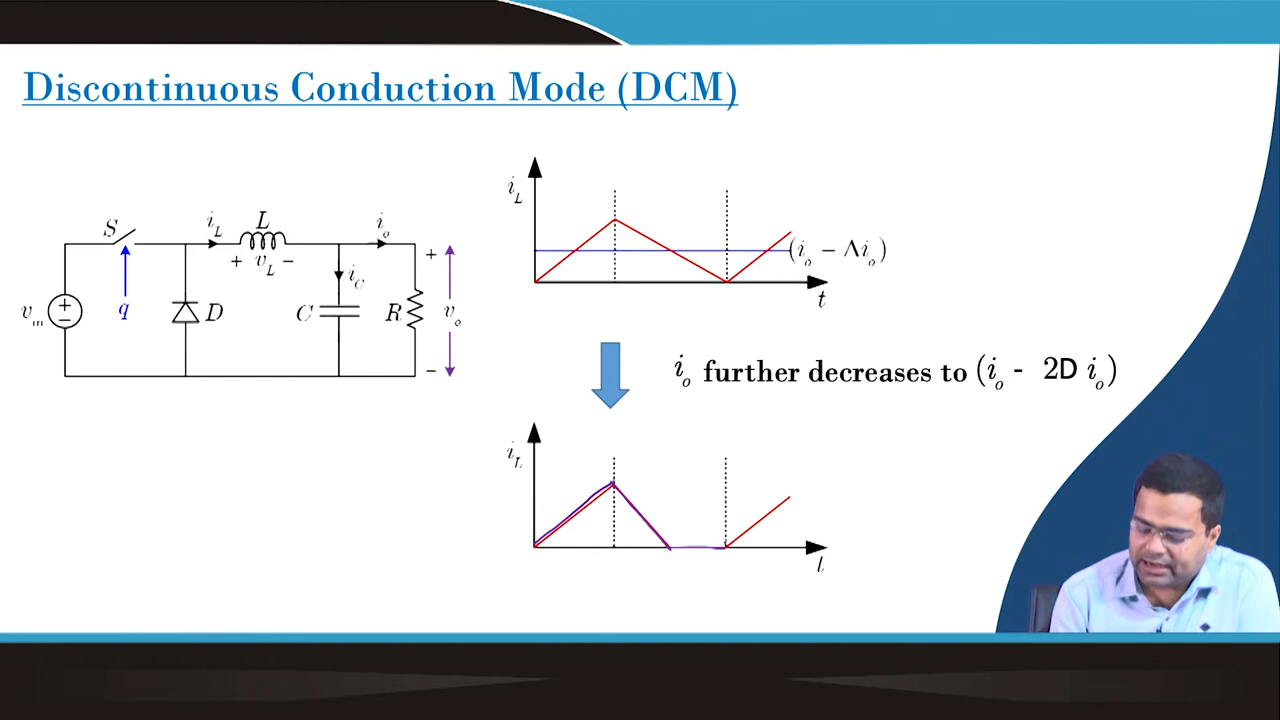 Discontinuous Conduction Mode (DCM)
S
i_L
L
i_o
+ v_L −
+
i_C
v_in
+
−
q
D
C
R
v_o
−
i_L
(i_o − Λi_o)
t
i_o further decreases to (i_o - 2D i_o)
i_L
t